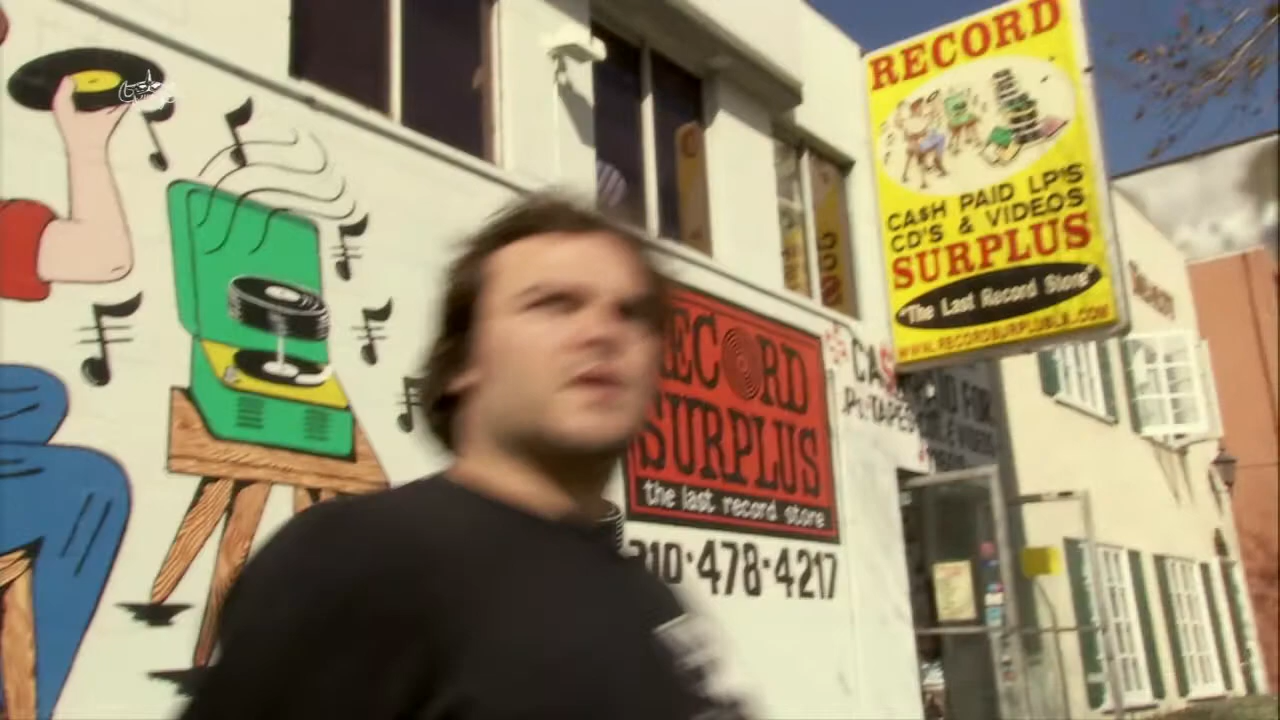 RECORD
CA$H PAID LP'S
CD'S & VIDEOS
SURPLUS
"The Last Record Store"
WWW.RECORDSURPLUSLA.COM
RECORD
SURPLUS
the last record store
310·478·4217